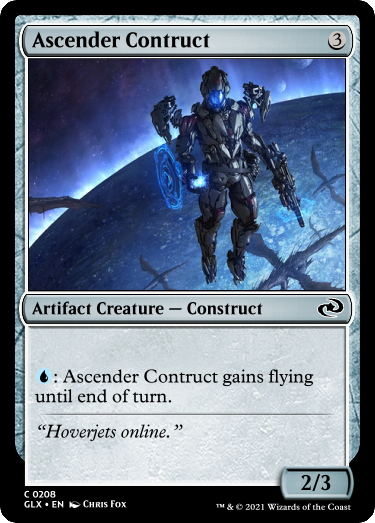 Ascender Contruct 3
Artifact Creature — Construct
: Ascender Contruct gains flying
until end of turn.
“Hoverjets online.”
2/3
C 0208
GLX • EN Chris Fox
™ & © 2021 Wizards of the Coast